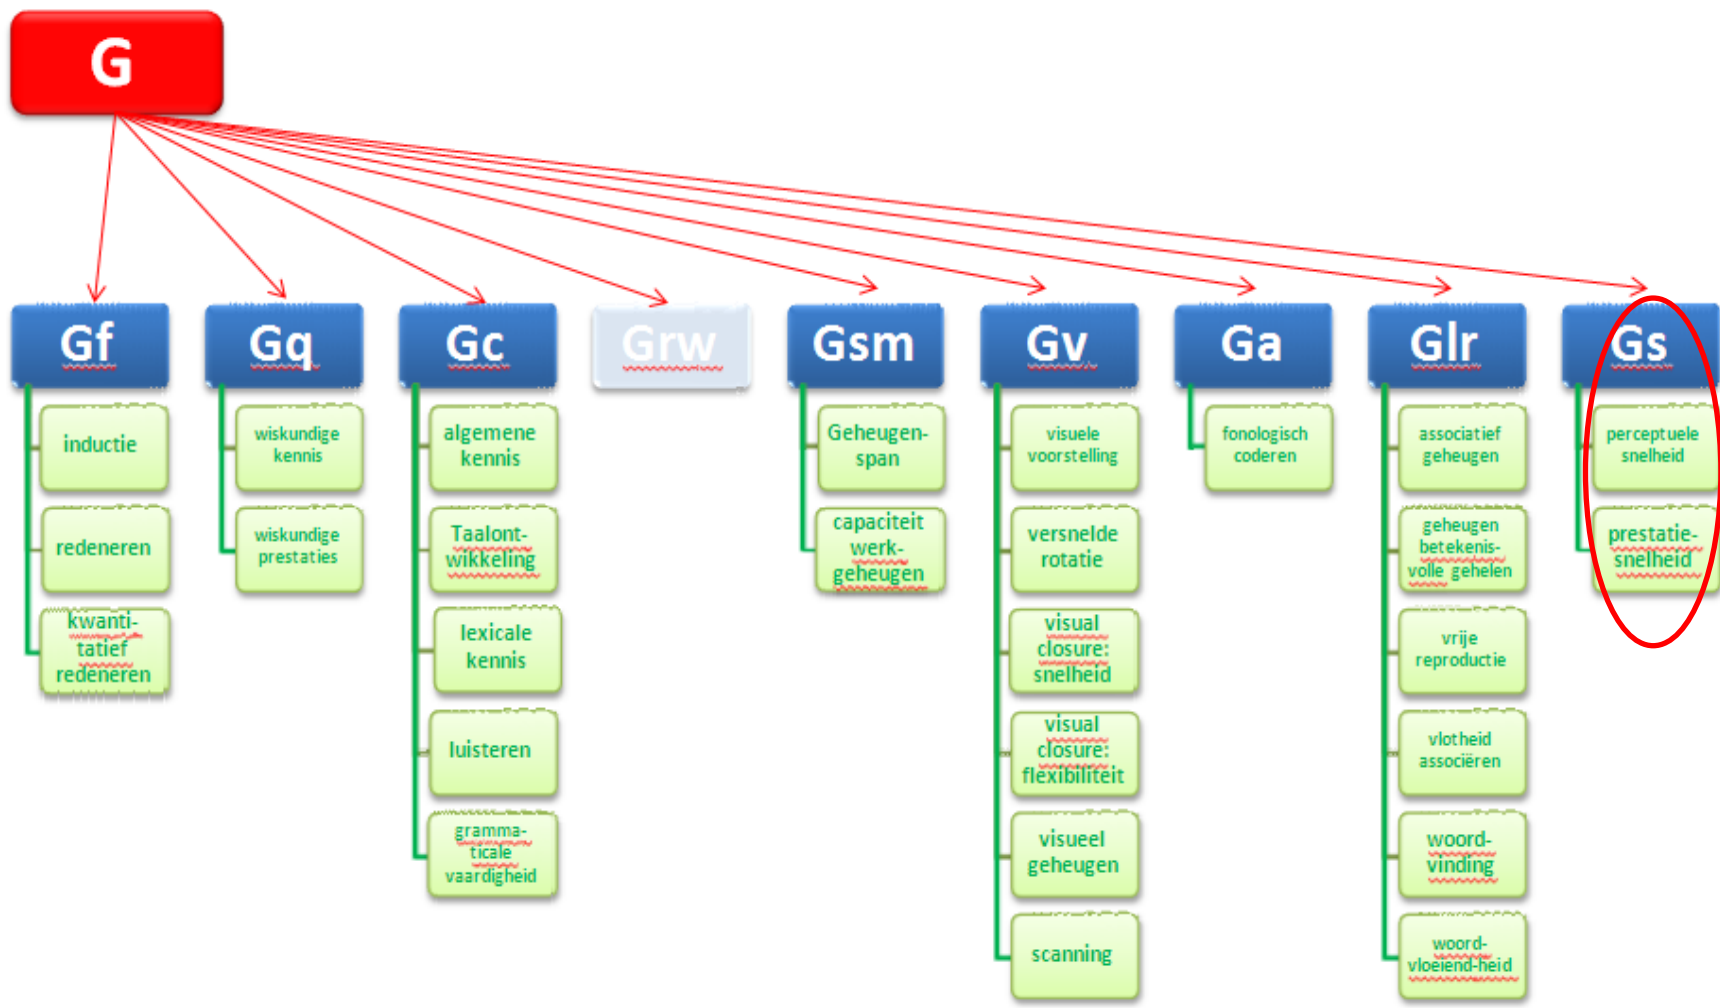 G
Gf
Gq
Gc
Grw
Gsm
Gv
Ga
Glr
Gs
inductie
redeneren
kwanti-
tatief
redeneren
wiskundige
kennis
wiskundige
prestaties
algemene
kennis
Taalont-
wikkeling
lexicale
kennis
luisteren
gramma-
ticale
vaardigheid
Geheugen-
span
capaciteit
werk-
geheugen
visuele
voorstelling
versnelde
rotatie
visual
closure:
snelheid
visual
closure:
flexibiliteit
visueel
geheugen
scanning
fonologisch
coderen
associatief
geheugen
geheugen
betekenis-
volle gehelen
vrije
reproductie
vlotheid
associëren
woord-
vinding
woord-
vloeiend-heid
perceptuele
snelheid
prestatie-
snelheid